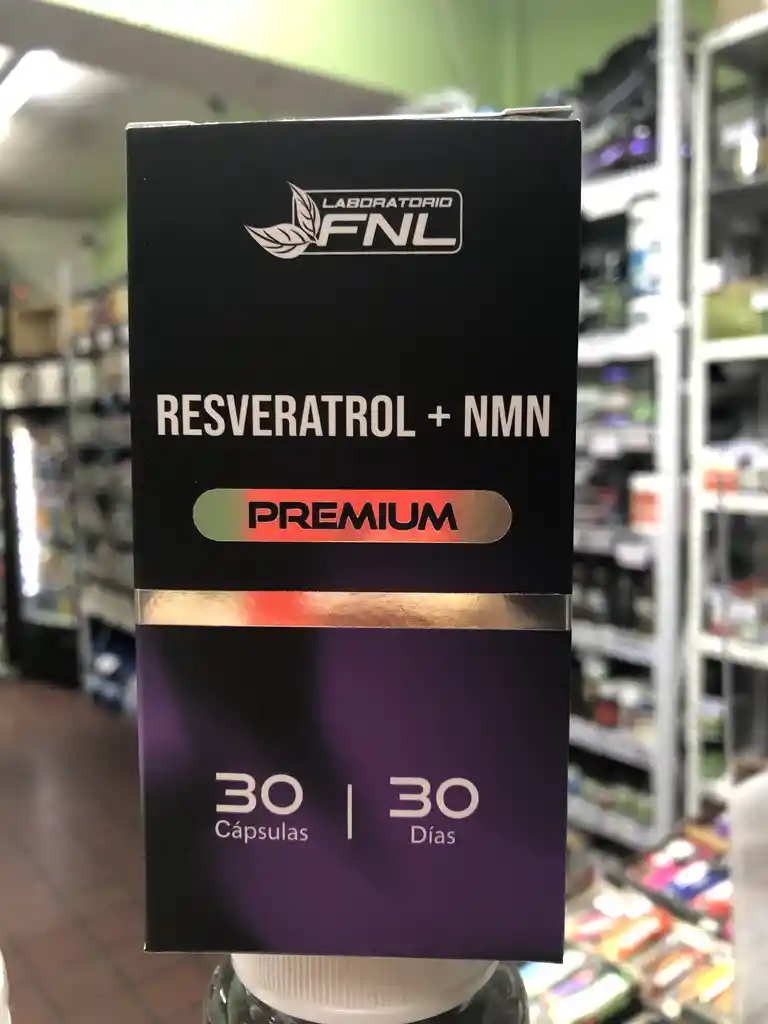 LABORATORIO
FNL
RESVERATROL + NMN
PREMIUM
30 | 30
Cápsulas Días